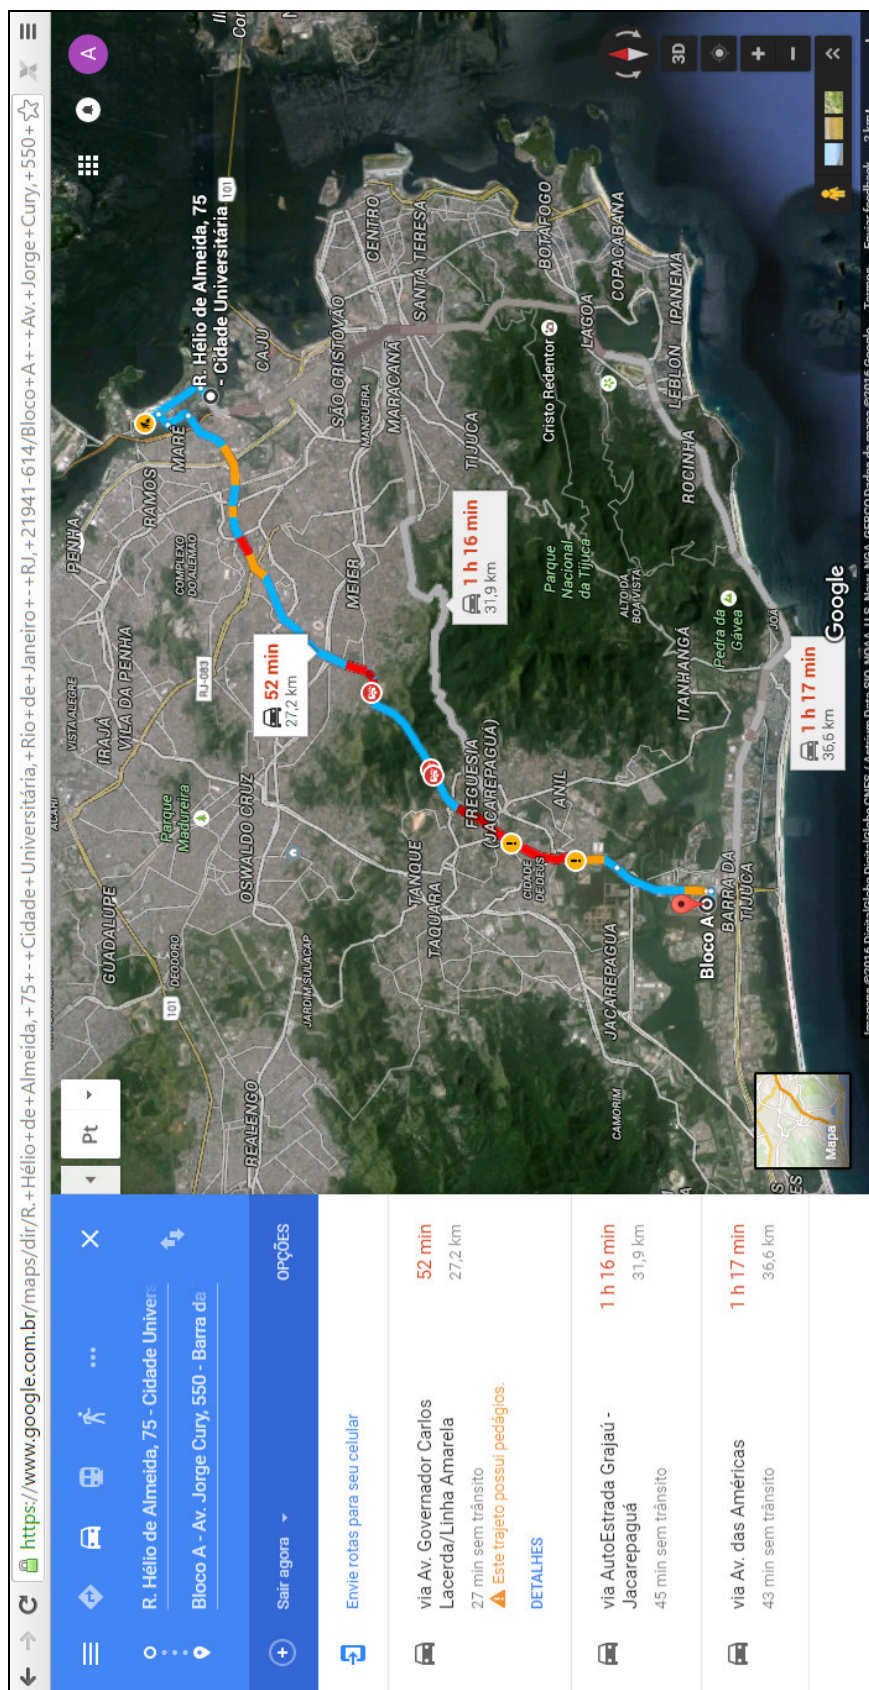 https://www.google.com.br/maps/dir/R.+Hélio+de+Almeida,+75+-+Cidade+Universitária,+Rio+de+Janeiro+-+RJ,+21941-614/Bloco+A+-+Av.+Jorge+Cury,+550+
R. Hélio de Almeida, 75 - Cidade Univers
Bloco A - Av. Jorge Cury, 550 - Barra da
Sair agora
OPÇÕES
Envie rotas para seu celular
via Av. Governador Carlos
Lacerda/Linha Amarela
52 min
27,2 km
27 min sem trânsito
Este trajeto possui pedágios.
DETALHES
via AutoEstrada Grajaú -
Jacarepaguá
1 h 16 min
31,9 km
45 min sem trânsito
via Av. das Américas
1 h 17 min
36,6 km
43 min sem trânsito
Pt
A
PENHA
VISTA ALEGRE
IRAJÁ
VILA DA PENHA
RAMOS
MARÉ
COMPLEXO
DO ALEMÃO
R. Hélio de Almeida, 75
- Cidade Universitária
101
CAJU
GUADALUPE
Parque
Madureira
RJ-083
DEODORO
101
OSWALDO CRUZ
REALENGO
JARDIM SULACAP
52 min
27,2 km
MEIER
SÃO CRISTOVÃO
MANGUEIRA
MARACANÃ
CENTRO
SANTA TERESA
TIJUCA
1 h 16 min
31,9 km
TANQUE
TAQUARA
FREGUESIA
(JACAREPAGUÁ)
CIDADE
DE DEUS
ANIL
Cristo Redentor
BOTAFOGO
LAGOA
COPACABANA
IPANEMA
LEBLON
ROCINHA
Parque
Nacional
da Tijuca
ALTO DA
BOA VISTA
ITANHANGÁ
Pedra da
Gávea
JOÁ
JACAREPAGUÁ
CAMORIM
Bloco A
BARRA DA
TIJUCA
1 h 17 min
36,6 km
Mapa
Google
3D